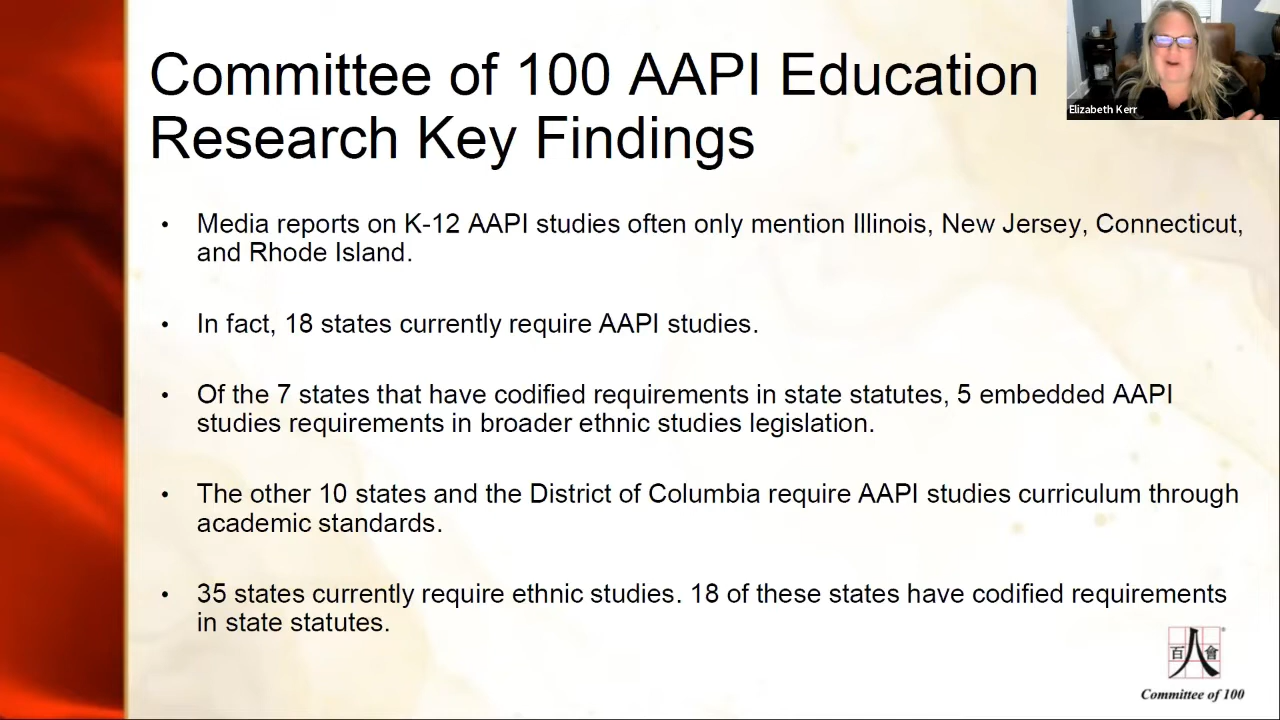 Committee of 100 AAPI Education
Research Key Findings
Elizabeth Kerr
• Media reports on K-12 AAPI studies often only mention Illinois, New Jersey, Connecticut,
and Rhode Island.
• In fact, 18 states currently require AAPI studies.
• Of the 7 states that have codified requirements in state statutes, 5 embedded AAPI
studies requirements in broader ethnic studies legislation.
• The other 10 states and the District of Columbia require AAPI studies curriculum through
academic standards.
• 35 states currently require ethnic studies. 18 of these states have codified requirements
in state statutes.
百人會
Committee of 100